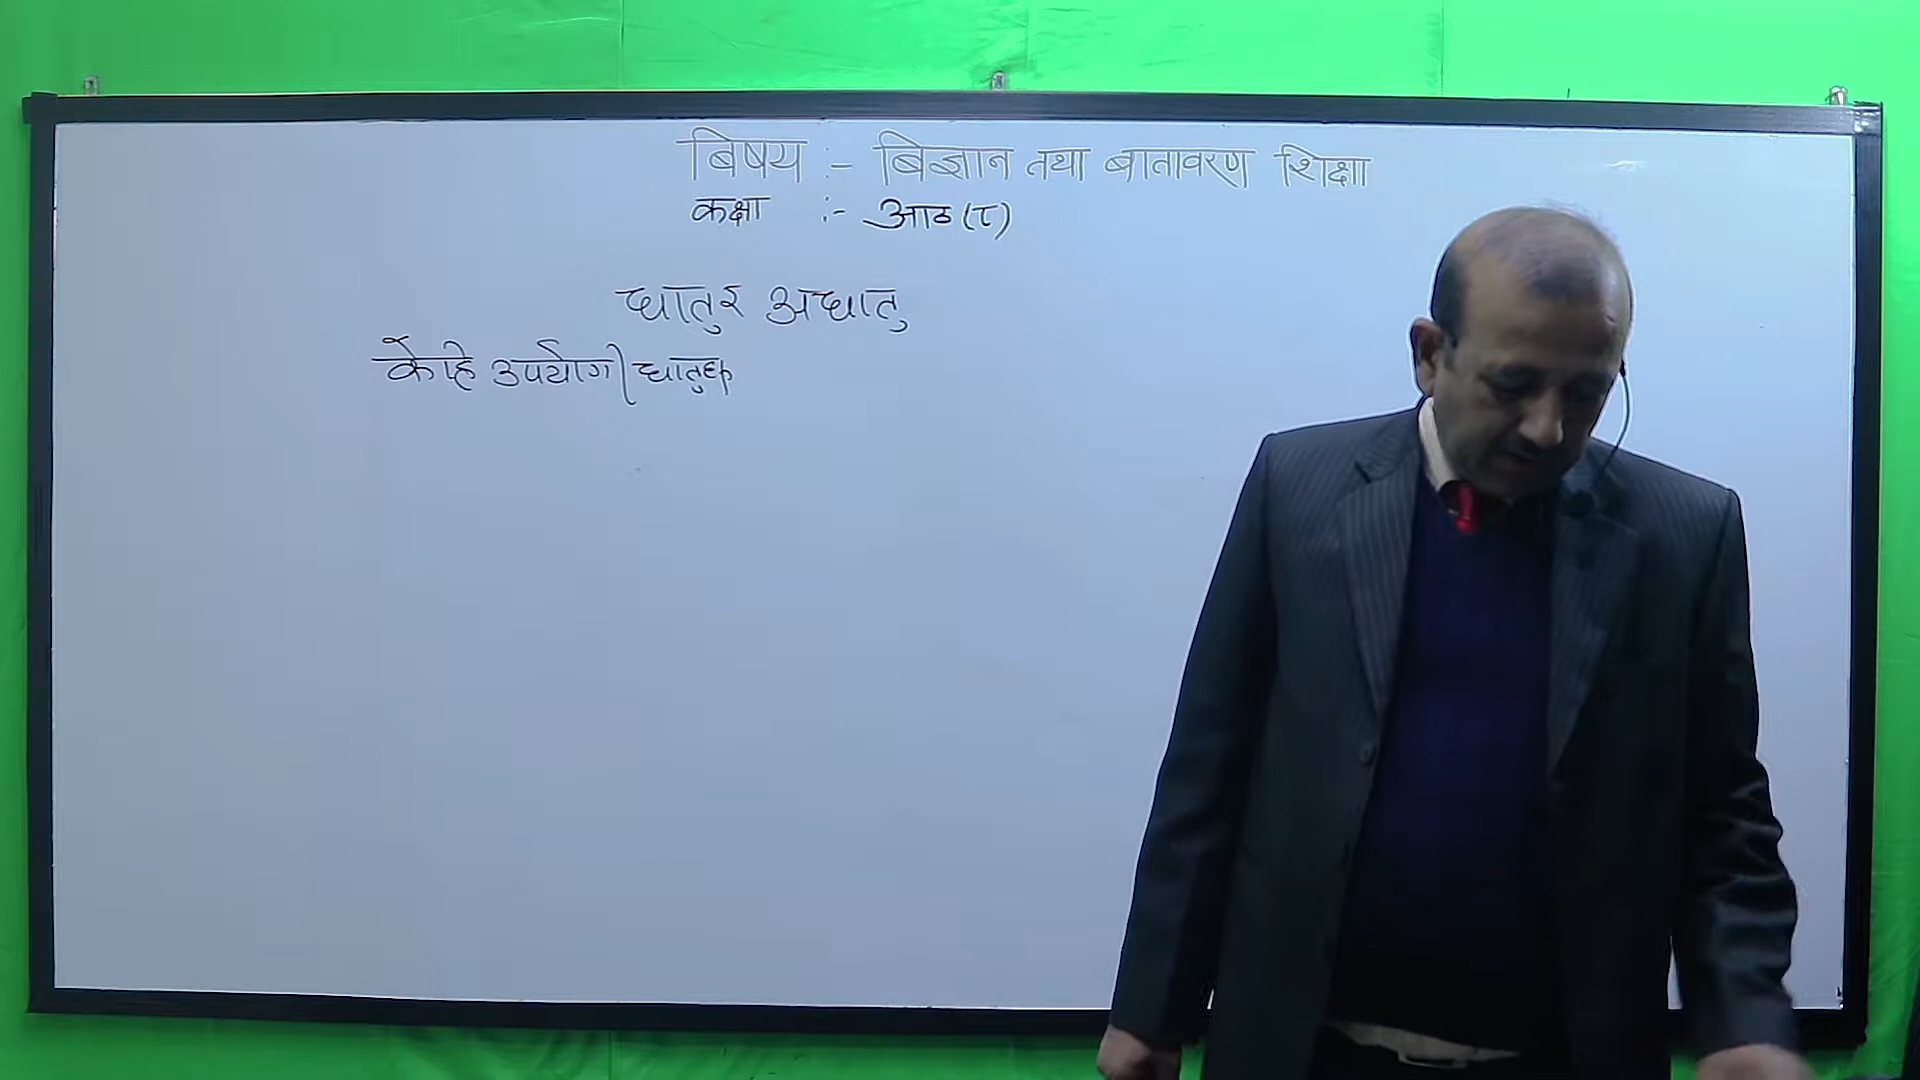 बिषय :- बिज्ञान तथा बातावरण शिक्षा
कक्षा :- आठ (८)
धातु र अधातु
केहि उपयोगी धातुहरू